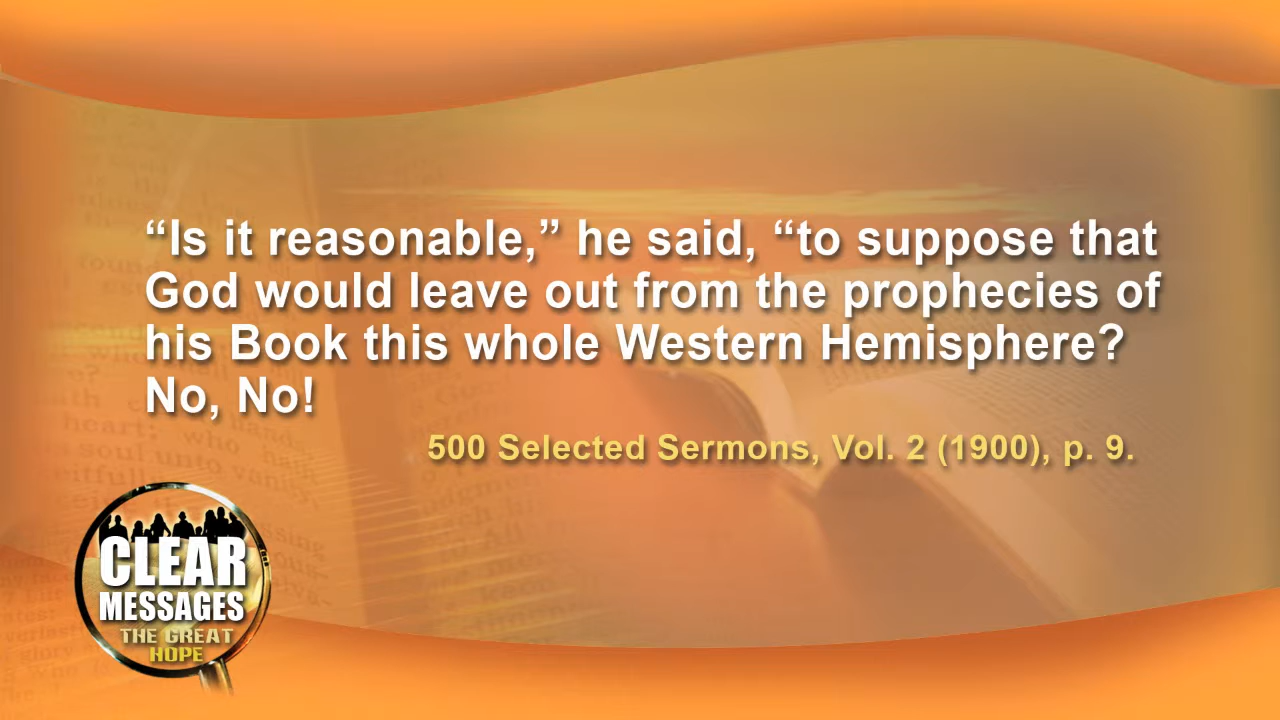 “Is it reasonable,” he said, “to suppose that
God would leave out from the prophecies of
his Book this whole Western Hemisphere?
No, No!
500 Selected Sermons, Vol. 2 (1900), p. 9.
CLEAR
MESSAGES
THE GREAT
HOPE